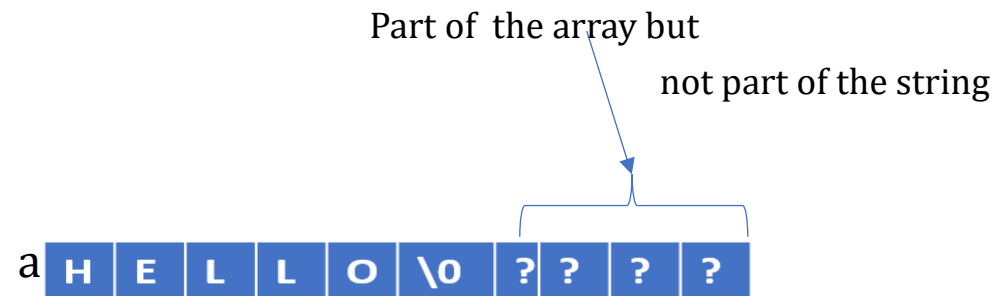 Part of the array but
not part of the string
a H E L L O \0 ? ? ? ?